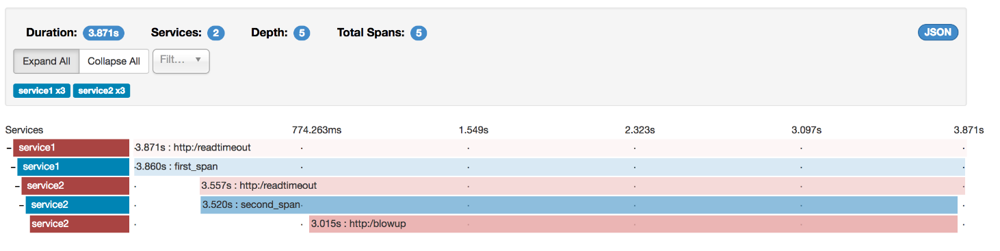 Duration: 3.871s Services: 2 Depth: 5 Total Spans: 5 JSON
Expand All Collapse All Filt...
service1 x3 service2 x3
Services 774.263ms 1.549s 2.323s 3.097s 3.871s
service1 3.871s : http:/readtimeout
service1 3.860s : first_span
service2 3.557s : http:/readtimeout
service2 3.520s : second_span
service2 3.015s : http:/blowup